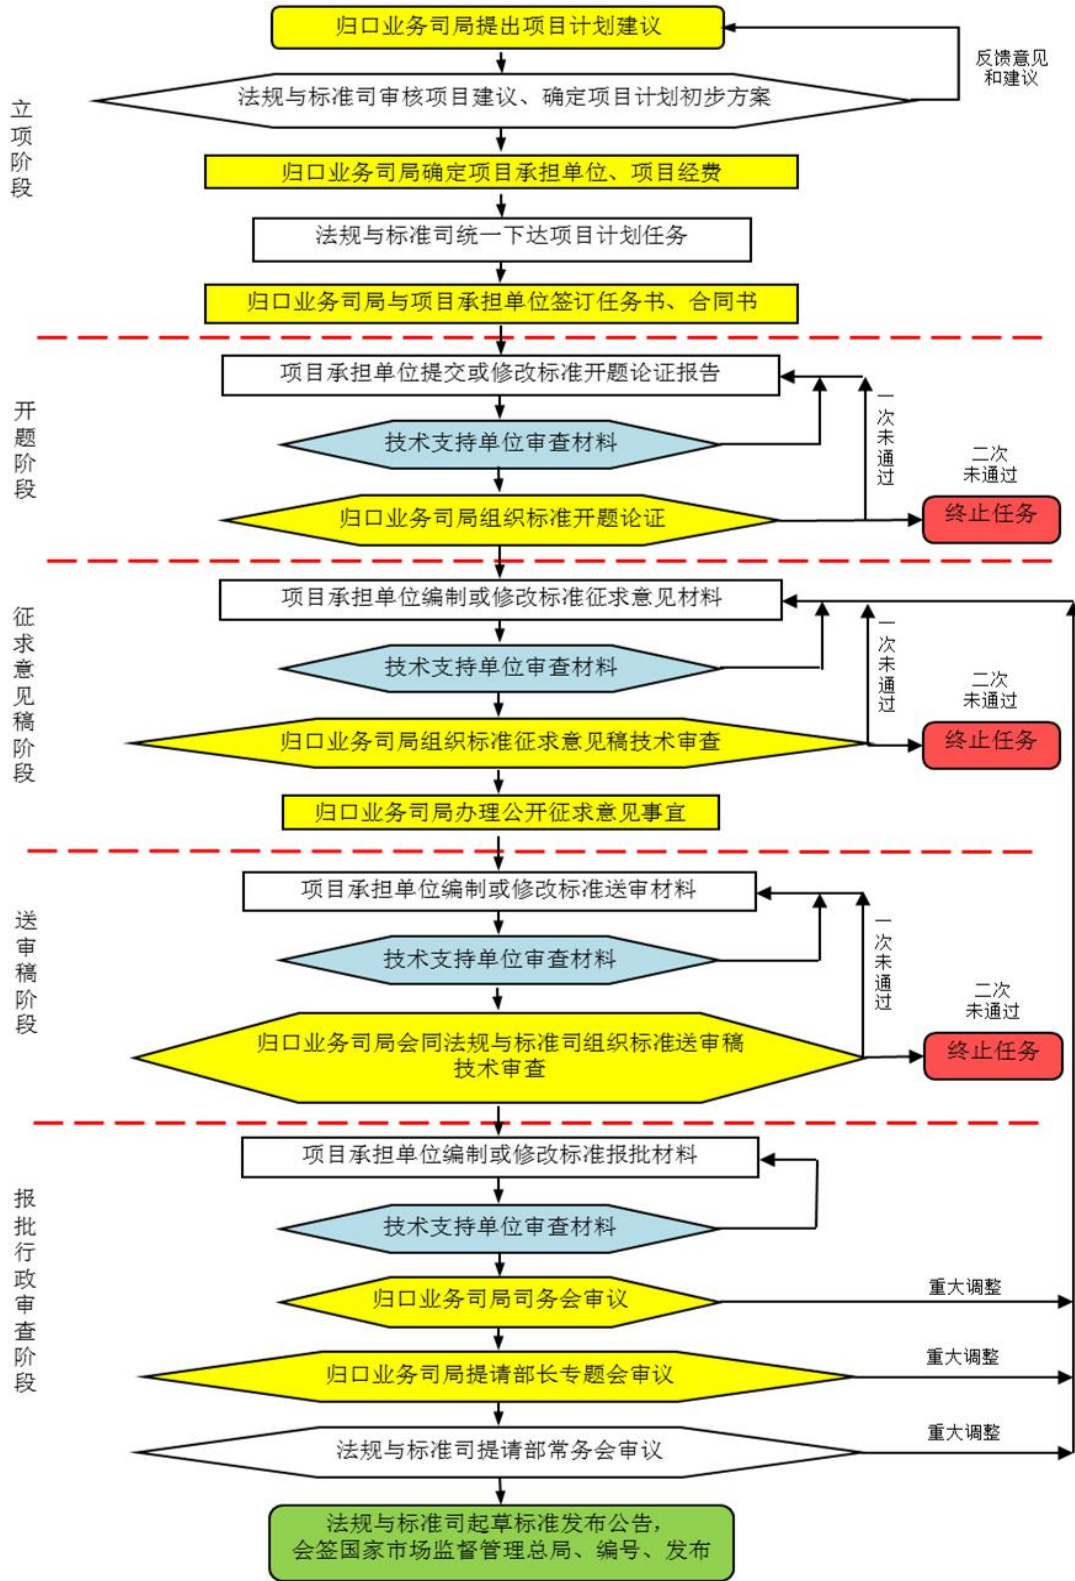 立项阶段
归口业务司局提出项目计划建议
反馈意见
和建议
法规与标准司审核项目建议、确定项目计划初步方案
归口业务司局确定项目承担单位、项目经费
法规与标准司统一下达项目计划任务
归口业务司局与项目承担单位签订任务书、合同书
开题阶段
项目承担单位提交或修改标准开题论证报告
技术支持单位审查材料
一次未通过
二次
未通过
归口业务司局组织标准开题论证
终止任务
征求意见稿阶段
项目承担单位编制或修改标准征求意见材料
技术支持单位审查材料
一次未通过
二次
未通过
归口业务司局组织标准征求意见稿技术审查
终止任务
归口业务司局办理公开征求意见事宜
送审稿阶段
项目承担单位编制或修改标准送审材料
技术支持单位审查材料
一次未通过
二次
未通过
归口业务司局会同法规与标准司组织标准送审稿
技术审查
终止任务
报批行政审查阶段
项目承担单位编制或修改标准报批材料
技术支持单位审查材料
归口业务司局司务会审议
重大调整
归口业务司局提请部长专题会审议
重大调整
法规与标准司提请部常务会审议
重大调整
法规与标准司起草标准发布公告，
会签国家市场监督管理总局、编号、发布